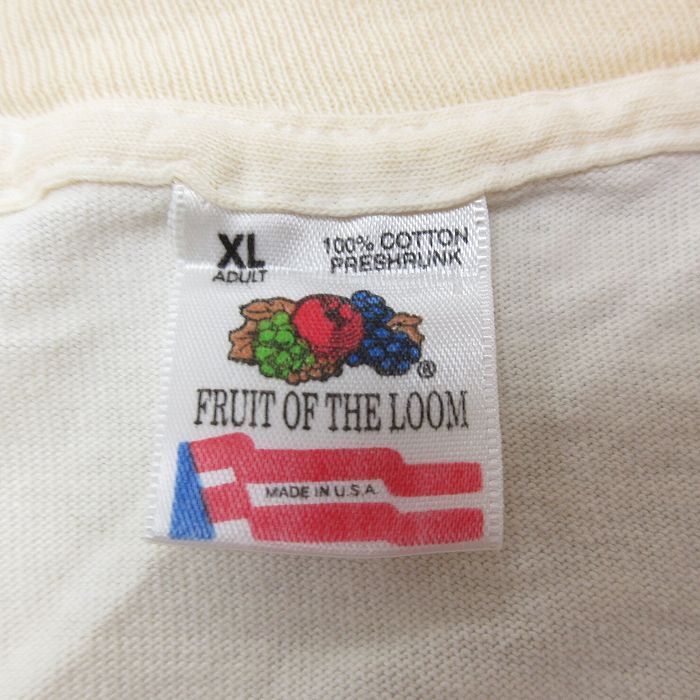 XL 100% COTTON
ADULT PRESHRUNK
®
FRUIT OF THE LOOM
MADE IN U.S.A.